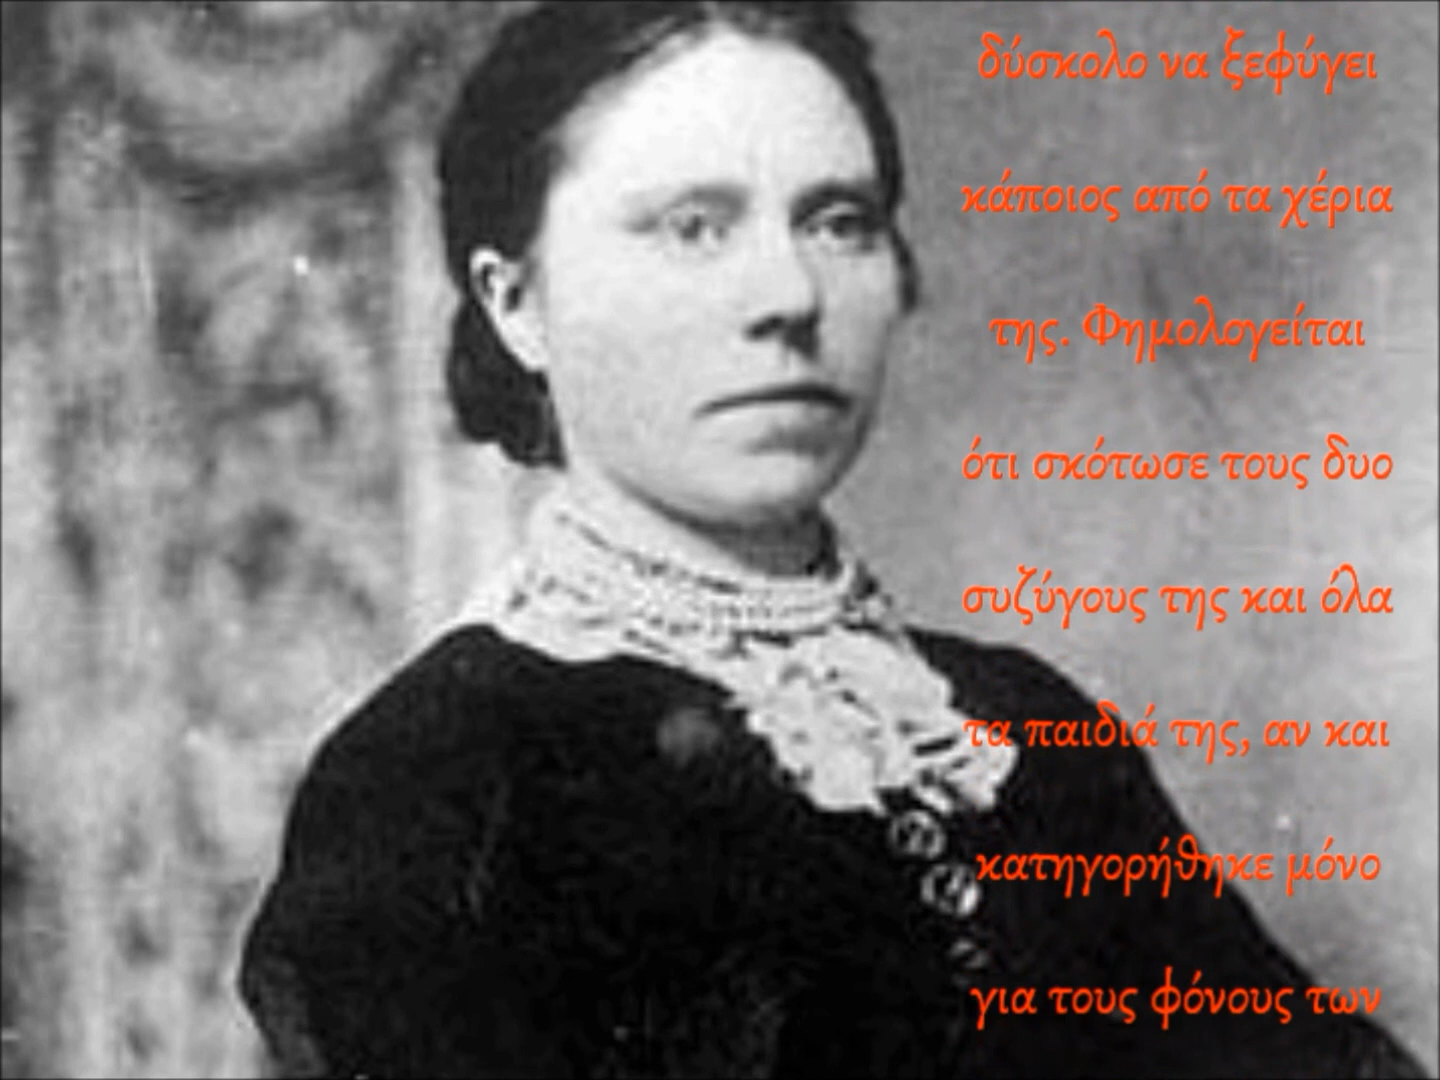 δύσκολο να ξεφύγει
κάποιος από τα χέρια
της. Φημολογείται
ότι σκότωσε τους δυο
συζύγους της και όλα
τα παιδιά της, αν και
κατηγορήθηκε μόνο
για τους φόνους των